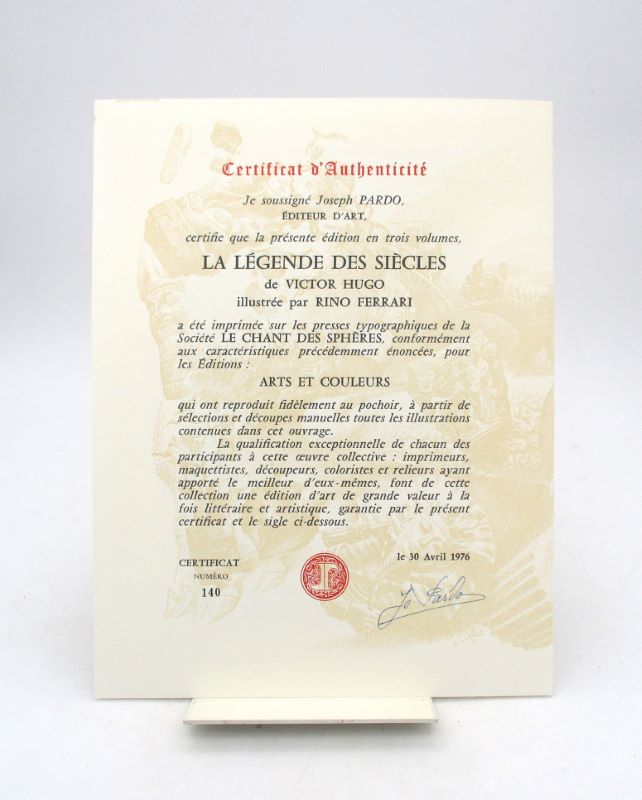 Certificat d'Authenticité
Je soussigné Joseph PARDO,
ÉDITEUR D'ART,
certifie que la présente édition en trois volumes,
LA LÉGENDE DES SIÈCLES
de VICTOR HUGO
illustrée par RINO FERRARI
a été imprimée sur les presses typographiques de la
Société LE CHANT DES SPHÈRES, conformément
aux caractéristiques précédemment énoncées, pour
les Éditions :
ARTS ET COULEURS
qui ont reproduit fidèlement au pochoir, à partir de
sélections et découpes manuelles toutes les illustrations
contenues dans cet ouvrage.
La qualification exceptionnelle de chacun des
participants à cette œuvre collective : imprimeurs,
maquettistes, découpeurs, coloristes et relieurs ayant
apporté le meilleur d'eux-mêmes, font de cette
collection une édition d'art de grande valeur à la
fois littéraire et artistique, garantie par le présent
certificat et le sigle ci-dessous.
CERTIFICAT
NUMÉRO
140
le 30 Avril 1976
Jo Pardo